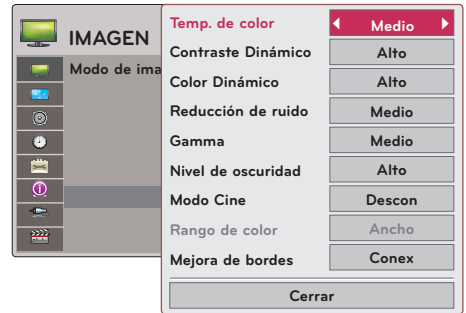 IMAGEN
Modo de ima
Temp. de color Medio
Contraste Dinámico Alto
Color Dinámico Alto
Reducción de ruido Medio
Gamma Medio
Nivel de oscuridad Alto
Modo Cine Descon
Rango de color Ancho
Mejora de bordes Conex
Cerrar